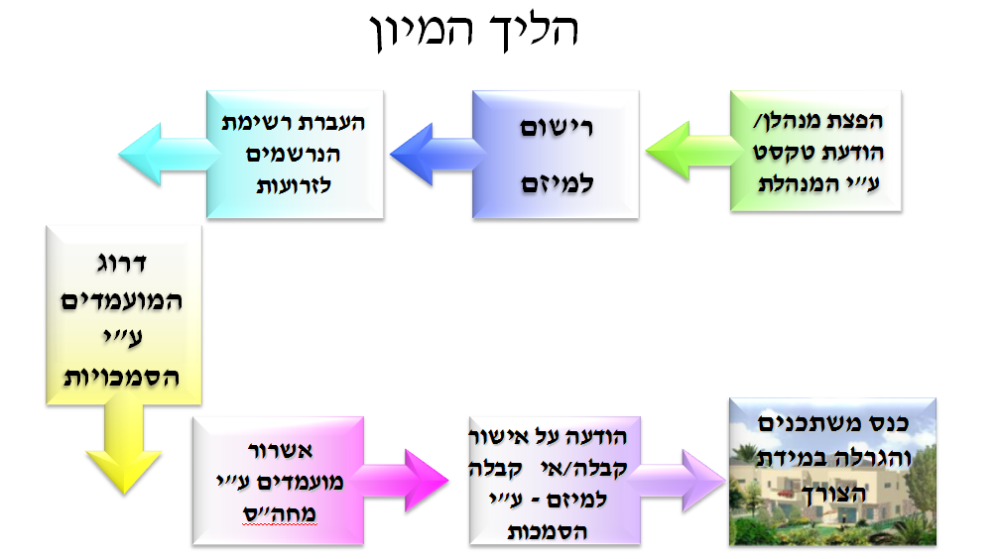 הליך המיון
הפצת מנהלן/
הודעת טקסט
ע"י המנהלת
רישום
למיזם
העברת רשימת
הנרשמים
לזרועות
דרוג
המועמדים
ע"י
הסמכויות
אשרור
מועמדים ע"י
מחה"ס
הודעה על אישור
קבלה/אי קבלה
למיזם - ע"י
הסמכות
כנס משתכנים
והגרלה במידת
הצורך